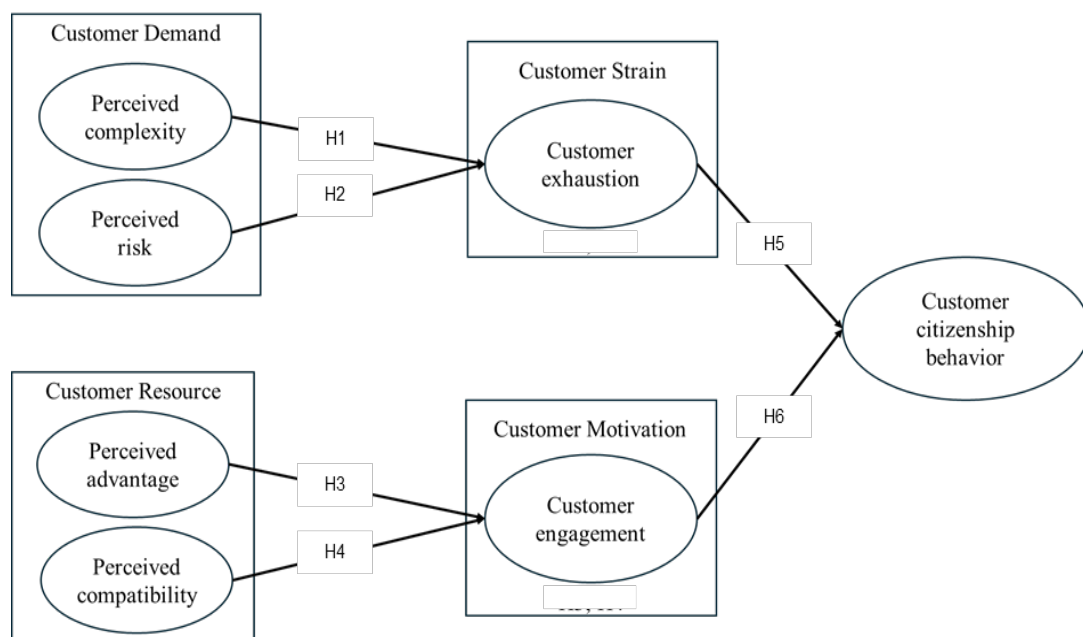 Customer Demand
Perceived
complexity
Perceived
risk
H1
H2
Customer Strain
Customer
exhaustion
H5
Customer
citizenship
behavior
Customer Resource
Perceived
advantage
Perceived
compatibility
H3
H4
Customer Motivation
Customer
engagement
H6